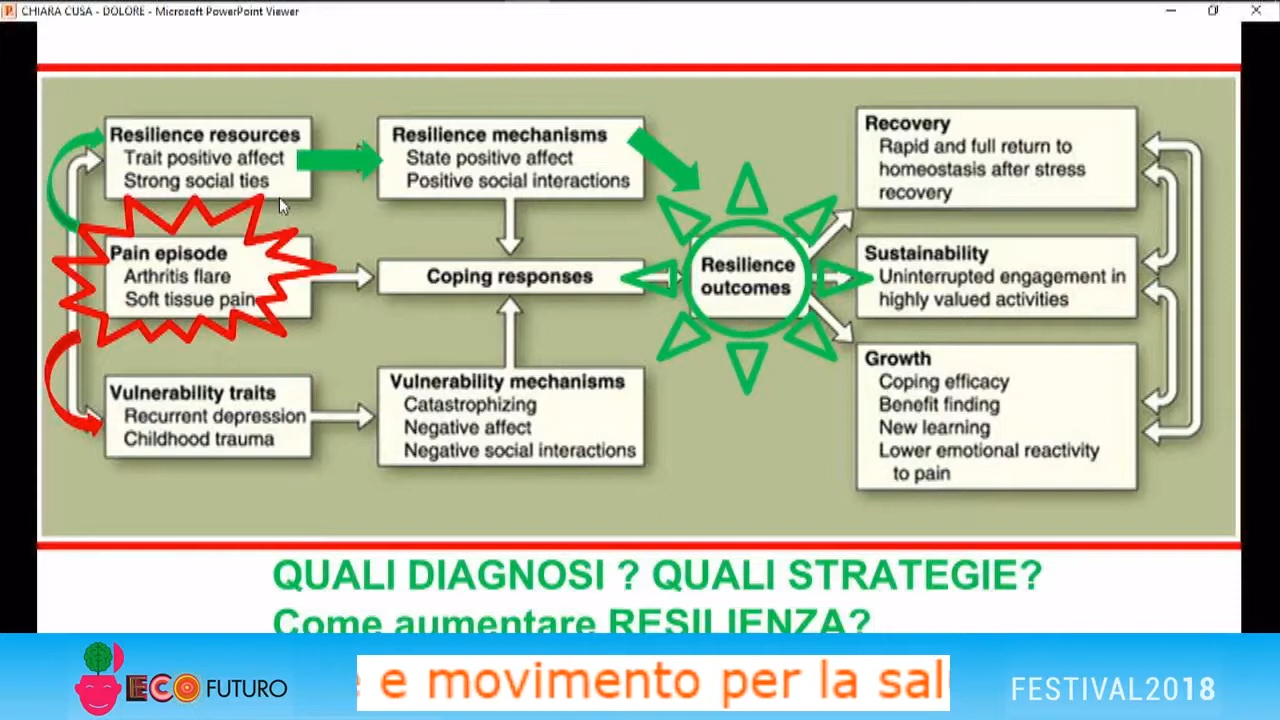 CHIARA CUSA - DOLORE - Microsoft PowerPoint Viewer
Resilience resources
Trait positive affect
Strong social ties
Pain episode
Arthritis flare
Soft tissue pain
Vulnerability traits
Recurrent depression
Childhood trauma
Resilience mechanisms
State positive affect
Positive social interactions
Coping responses
Vulnerability mechanisms
Catastrophizing
Negative affect
Negative social interactions
Resilience
outcomes
Recovery
Rapid and full return to
homeostasis after stress
recovery
Sustainability
Uninterrupted engagement in
highly valued activities
Growth
Coping efficacy
Benefit finding
New learning
Lower emotional reactivity
to pain
QUALI DIAGNOSI ? QUALI STRATEGIE?
Come aumentare RESILIENZA?
ECO FUTURO
e movimento per la sal
FESTIVAL2018